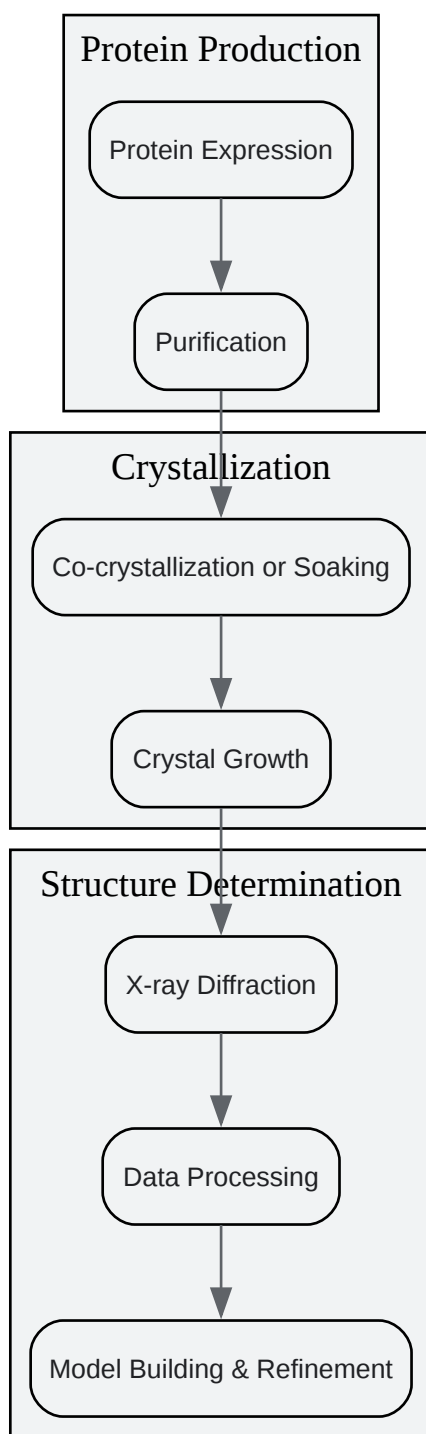 Protein Production
Protein Expression
Purification
Crystallization
Co-crystallization or Soaking
Crystal Growth
Structure Determination
X-ray Diffraction
Data Processing
Model Building & Refinement